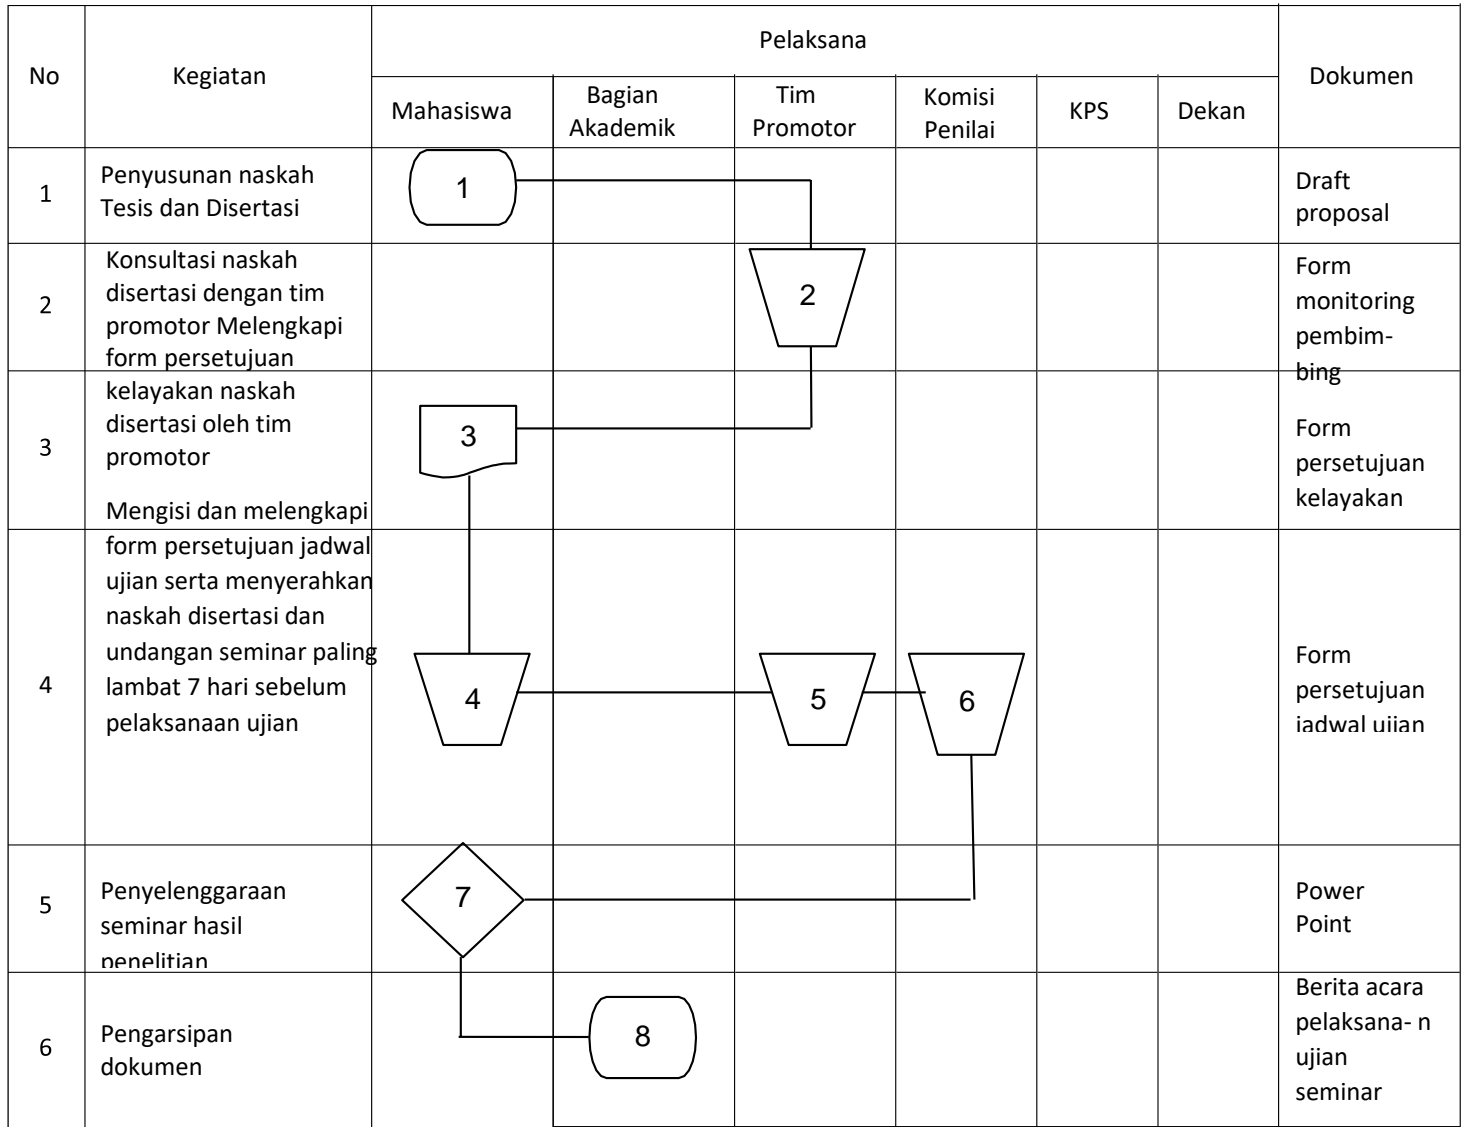 No
Kegiatan
Pelaksana
Dokumen
Mahasiswa
Bagian
Akademik
Tim
Promotor
Komisi
Penilai
KPS
Dekan
1
Penyusunan naskah
Tesis dan Disertasi
1
Draft
proposal
2
Konsultasi naskah
disertasi dengan tim
promotor Melengkapi
form persetujuan
2
Form
monitoring
pembim-
bing
3
kelayakan naskah
disertasi oleh tim
promotor
3
Form
persetujuan
kelayakan
4
Mengisi dan melengkapi
form persetujuan jadwal
ujian serta menyerahkan
naskah disertasi dan
undangan seminar paling
lambat 7 hari sebelum
pelaksanaan ujian
4
5
6
Form
persetujuan
jadwal ujian
5
Penyelenggaraan
seminar hasil
penelitian
7
Power
Point
6
Pengarsipan
dokumen
8
Berita acara
pelaksana- n
ujian
seminar